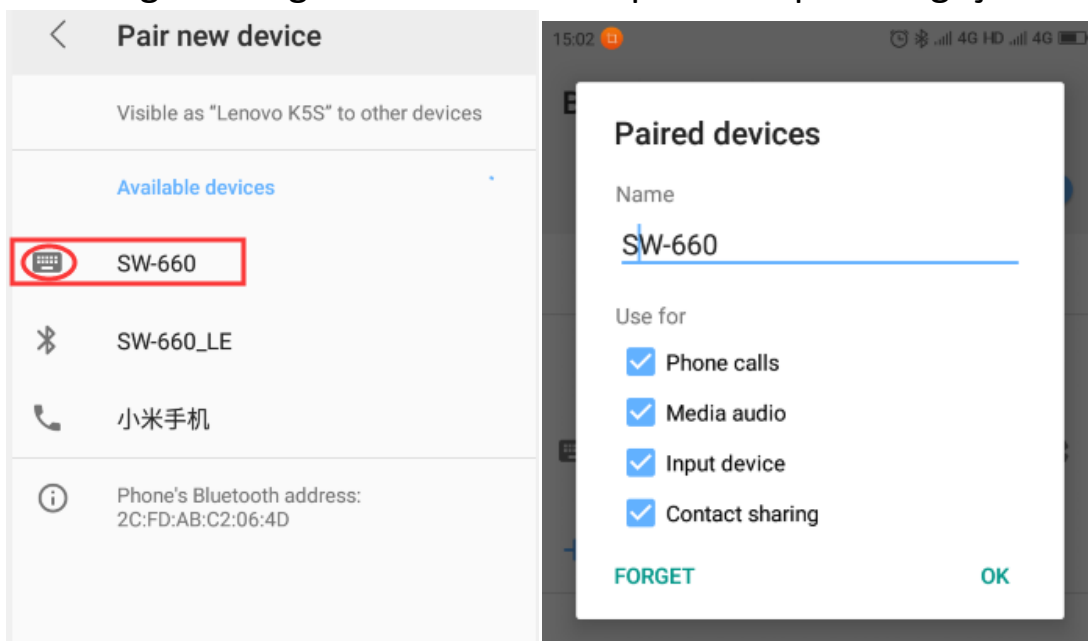 Pair new device
Visible as “Lenovo K5S” to other devices
Available devices
SW-660
SW-660_LE
小米手机
Phone's Bluetooth address:
2C:FD:AB:C2:06:4D
15:02
4G HD 4G
Paired devices
Name
SW-660
Use for
Phone calls
Media audio
Input device
Contact sharing
FORGET
OK